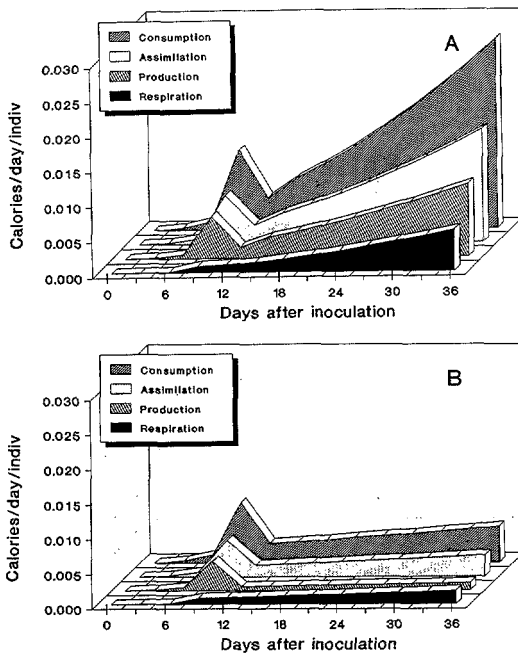 Consumption
Assimilation
Production
Respiration
A
0.030
0.025
0.020
0.015
0.010
0.005
0.000
Calories/day/indiv
0 6 12 18 24 30 36
Days after inoculation
Consumption
Assimilation
Production
Respiration
B
0.030
0.025
0.020
0.015
0.010
0.005
0.000
Calories/day/indiv
0 6 12 18 24 30 36
Days after inoculation